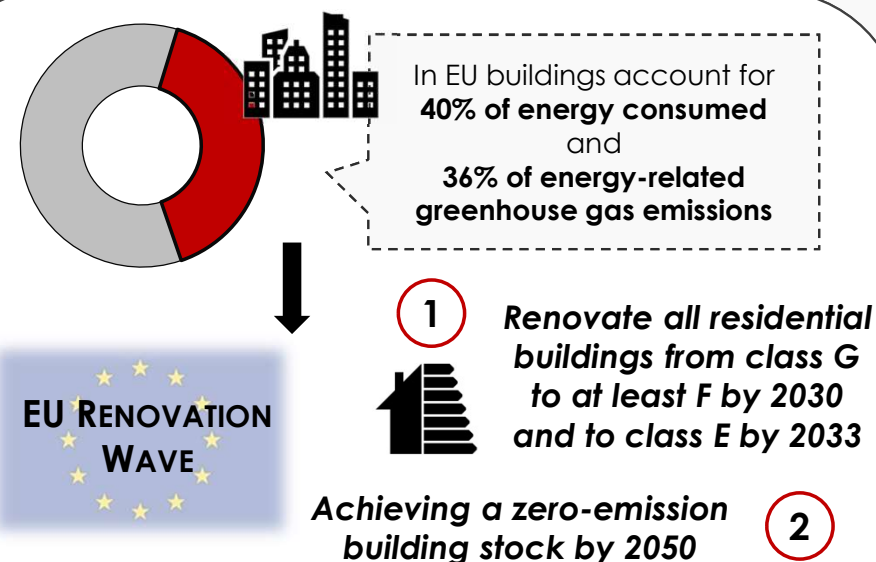 In EU buildings account for
40% of energy consumed
and
36% of energy-related
greenhouse gas emissions
1
Renovate all residential
buildings from class G
to at least F by 2030
and to class E by 2033
EU RENOVATION
WAVE
Achieving a zero-emission
building stock by 2050
2